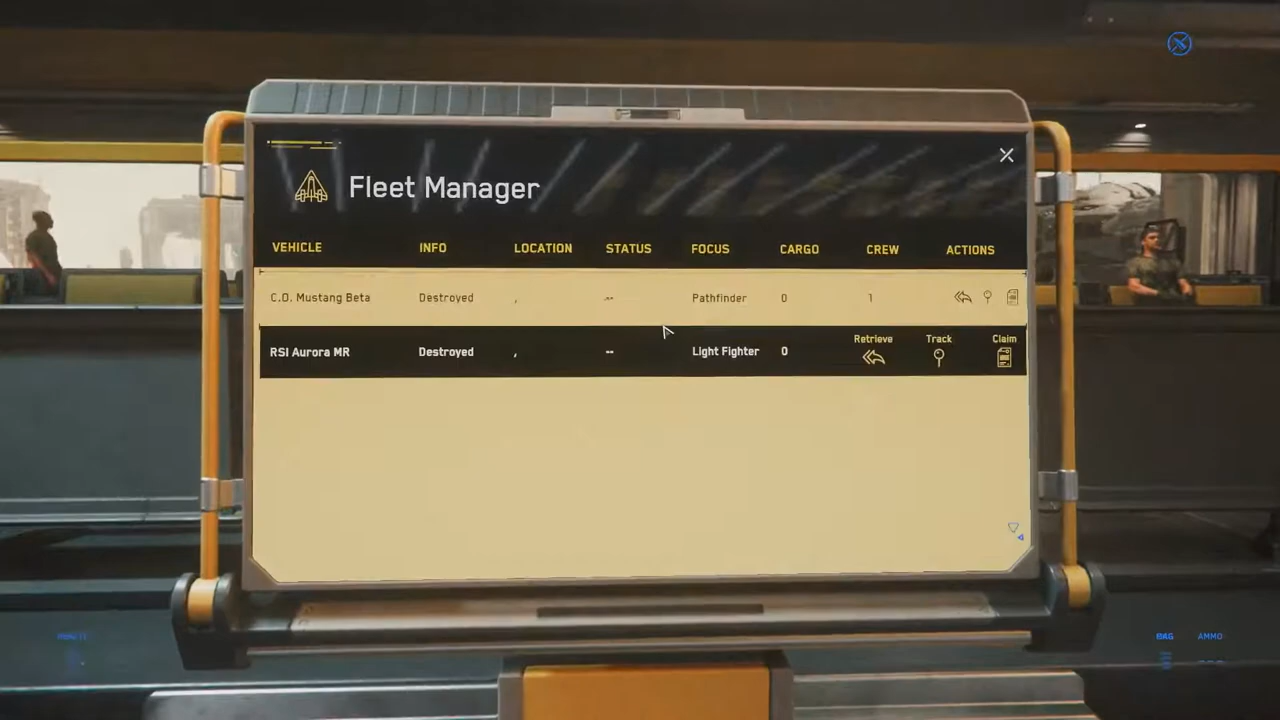 Fleet Manager
VEHICLE INFO LOCATION STATUS FOCUS CARGO CREW ACTIONS
C.O. Mustang Beta Destroyed , -- Pathfinder 0 1
RSI Aurora MR Destroyed , -- Light Fighter 0 Retrieve Track Claim
BAG AMMO